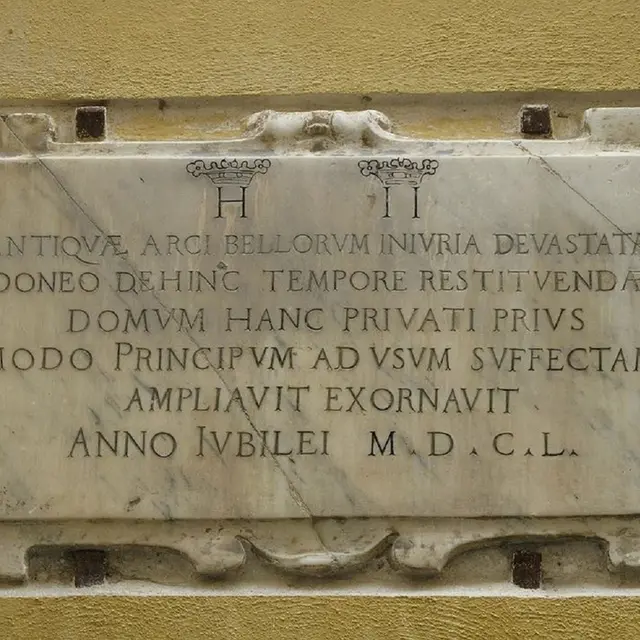 H II
ANTIQVÆ ARCI BELLORVM INIVRIA DEVASTATA
IDONEO DEHINC TEMPORE RESTITVENDA
DOMVM HANC PRIVATI PRIVS
MODO PRINCIPVM AD VSVM SVFFECTAM
AMPLIAVIT EXORNAVIT
ANNO IVBILEI M.D.C.L.